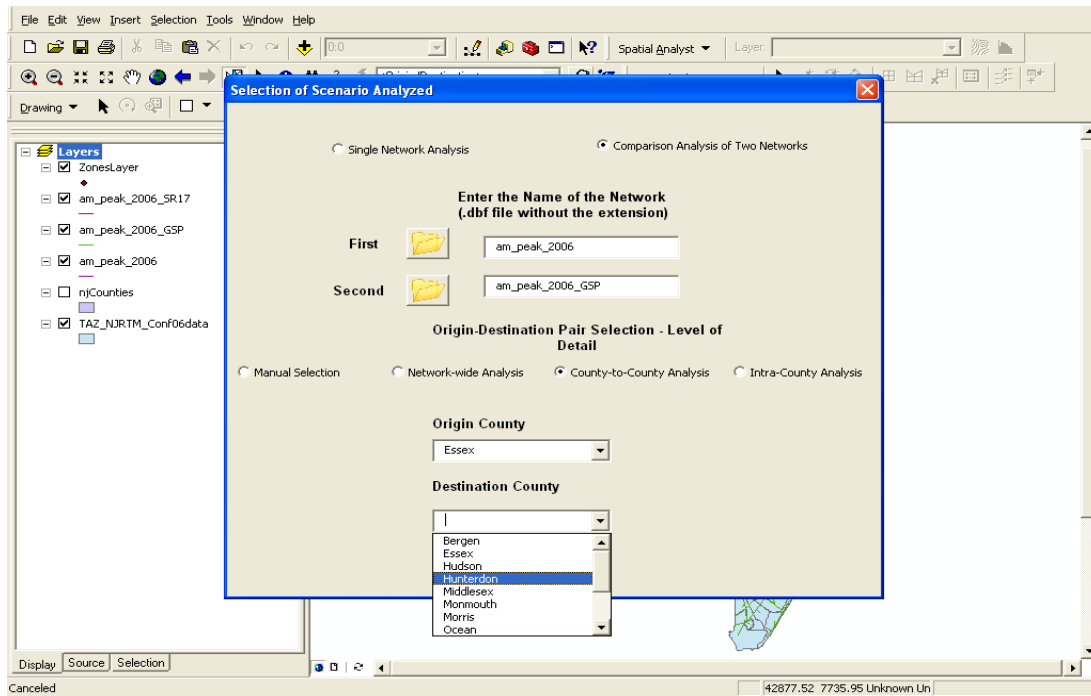 File Edit View Insert Selection Tools Window Help
0:0 Spatial Analyst Layer:
Drawing
Selection of Scenario Analyzed
Single Network Analysis Comparison Analysis of Two Networks
Enter the Name of the Network
(.dbf file without the extension)
First am_peak_2006
Second am_peak_2006_GSP
Origin-Destination Pair Selection - Level of
Detail
Manual Selection Network-wide Analysis County-to-County Analysis Intra-County Analysis
Origin County
Essex
Destination County
Bergen
Essex
Hudson
Hunterdon
Middlesex
Monmouth
Morris
Ocean
Layers
ZonesLayer
am_peak_2006_SR17
am_peak_2006_GSP
am_peak_2006
njCounties
TAZ_NJRTM_Conf06data
Display Source Selection
Canceled 42877.52 7735.95 Unknown Un